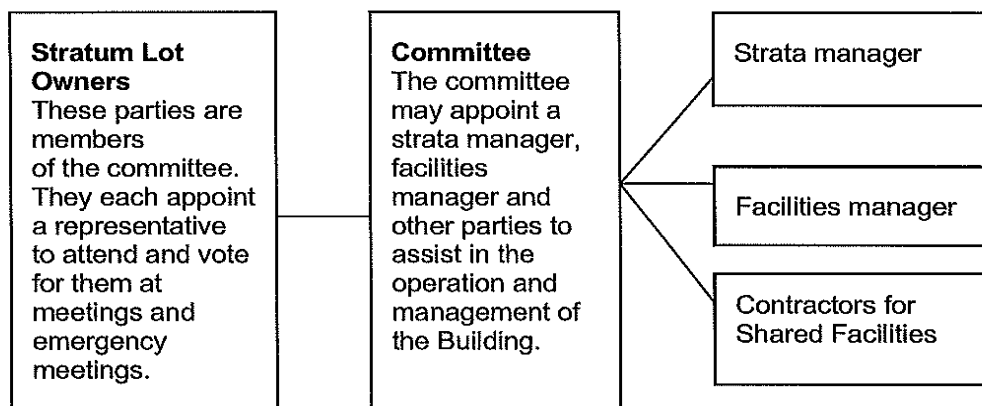 Stratum Lot
Owners
These parties are
members
of the committee.
They each appoint
a representative
to attend and vote
for them at
meetings and
emergency
meetings.
Committee
The committee
may appoint a
strata manager,
facilities
manager and
other parties to
assist in the
operation and
management of
the Building.
Strata manager
Facilities manager
Contractors for
Shared Facilities